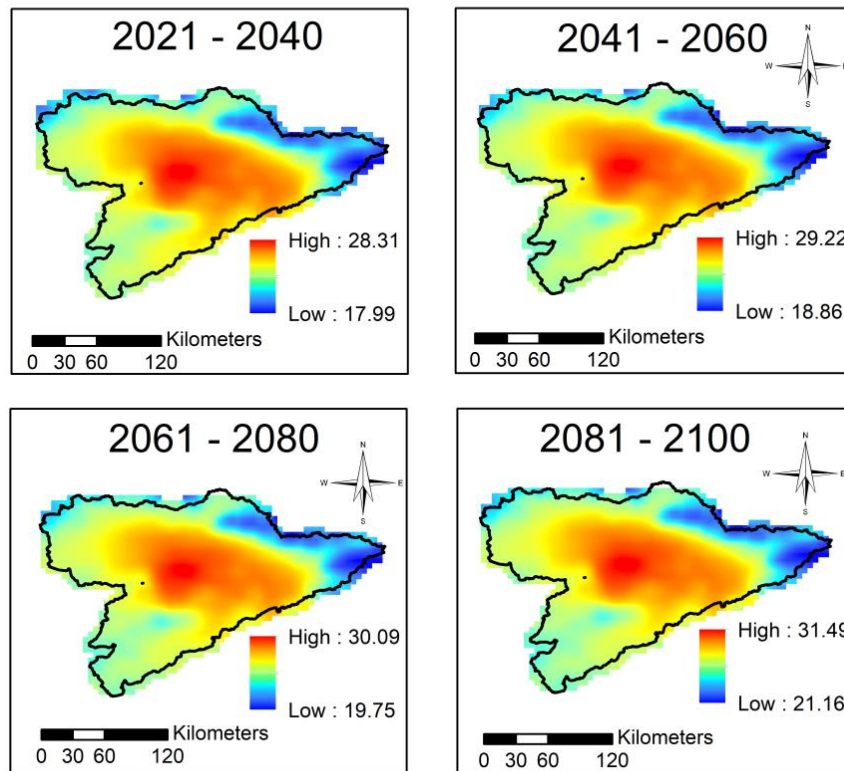 2021 - 2040
High : 28.31
Low : 17.99
Kilometers
0 30 60 120
2041 - 2060
N
W E
S
High : 29.22
Low : 18.86
Kilometers
0 30 60 120
2061 - 2080
N
W E
S
High : 30.09
Low : 19.75
Kilometers
0 30 60 120
2081 - 2100
N
W E
S
High : 31.49
Low : 21.16
Kilometers
0 30 60 120